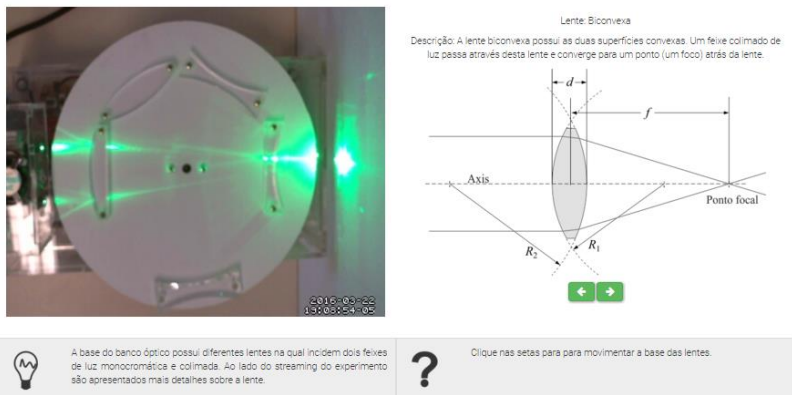 Lente: Biconvexa
Descrição: A lente biconvexa possui as duas superfícies convexas. Um feixe colimado de
luz passa através desta lente e converge para um ponto (um foco) atrás da lente.
d
f
Axis
Ponto focal
R₂
R₁
2016-03-22
19:08:54-05
A base do banco óptico possui diferentes lentes na qual incidem dois feixes
de luz monocromática e colimada. Ao lado do streaming do experimento
são apresentados mais detalhes sobre a lente.
?
Clique nas setas para para movimentar a base das lentes.